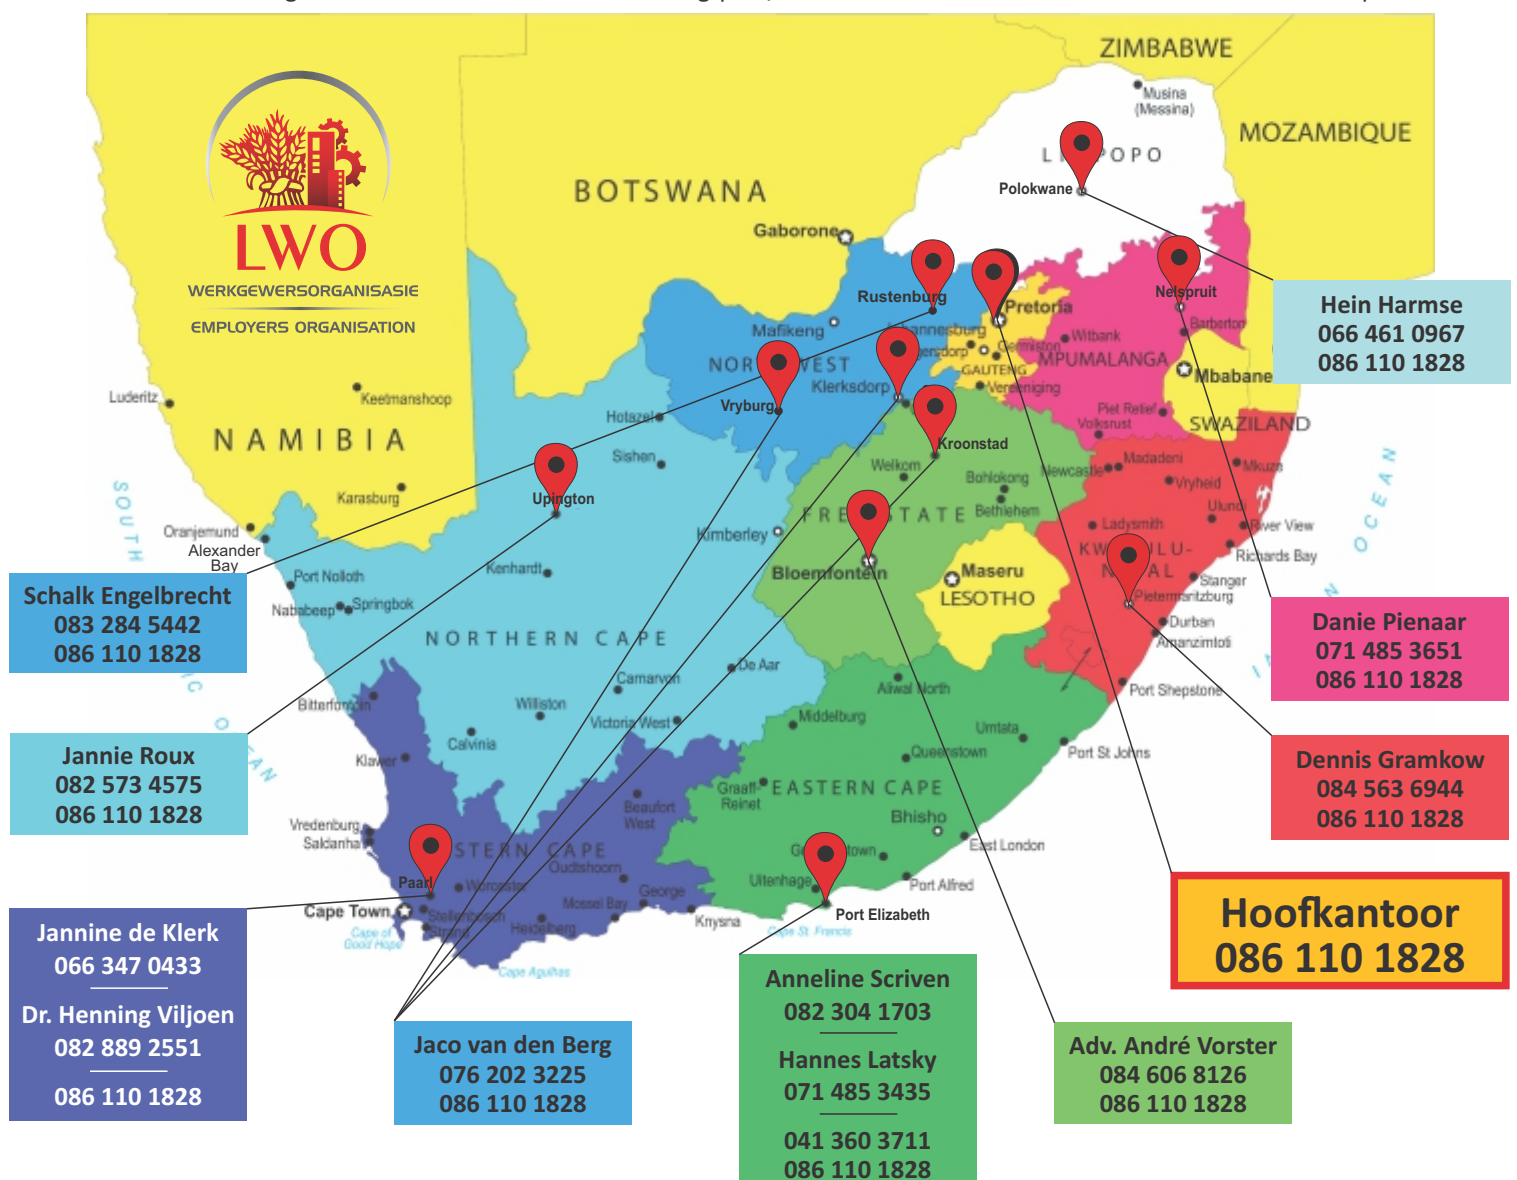 ZIMBABWE
Musina
(Messina)
MOZAMBIQUE
Polokwane
BOTSWANA
Gaborone
LWO
WERKGEWERSORGANISASIE
EMPLOYERS ORGANISATION
Rustenburg
Pretoria
Nelspruit
Mafikeng
Witbank
Barberton
Germiston
MPUMALANGA
GAUTENG
Vereeniging
Klerksdorp
Mbabane
Hein Harmse
066 461 0967
086 110 1828
Luderitz
Keetmanshoop
Vryburg
Hotazel
Piet Retief
Volksrust
SWAZILAND
NAMIBIA
Kroonstad
Sishen
Welkom
Bohlokong
Newcastle
Madadeni
Mkuze
Vryheid
Karasburg
Upington
Bethlehem
Ulundi
River View
Ladysmith
Oranjemund
Alexander
Bay
Kimberley
Richards Bay
SOUTH
OCEAN
Port Nolloth
Kenhardt
Bloemfontein
Maseru
LESOTHO
Stanger
Pietermaritzburg
Nababeep
Springbok
Durban
Amanzimtoti
NORTHERN CAPE
De Aar
Schalk Engelbrecht
083 284 5442
086 110 1828
Danie Pienaar
071 485 3651
086 110 1828
Bitterfontein
Carnarvon
Aliwal North
Port Shepstone
Williston
Victoria West
Middelburg
Umtata
Calvinia
Queenstown
Port St Johns
Klawer
OCEAN
Jannie Roux
082 573 4575
086 110 1828
Dennis Gramkow
084 563 6944
086 110 1828
Graaff-
Reinet
EASTERN CAPE
Beaufort
West
Bhisho
Vredenburg
Saldanha
East London
CAPE
Oudtshoorn
Paarl
Worcester
Uitenhage
Port Alfred
George
Mossel Bay
Cape Town
Stellenbosch
Strand
Heidelberg
Knysna
Port Elizabeth
Cape of
Good Hope
Cape St. Francis
Cape Agulhas
Hoofkantoor
086 110 1828
Jannine de Klerk
066 347 0433
Dr. Henning Viljoen
082 889 2551
086 110 1828
Jaco van den Berg
076 202 3225
086 110 1828
Anneline Scriven
082 304 1703
Hannes Latsky
071 485 3435
041 360 3711
086 110 1828
Adv. André Vorster
084 606 8126
086 110 1828